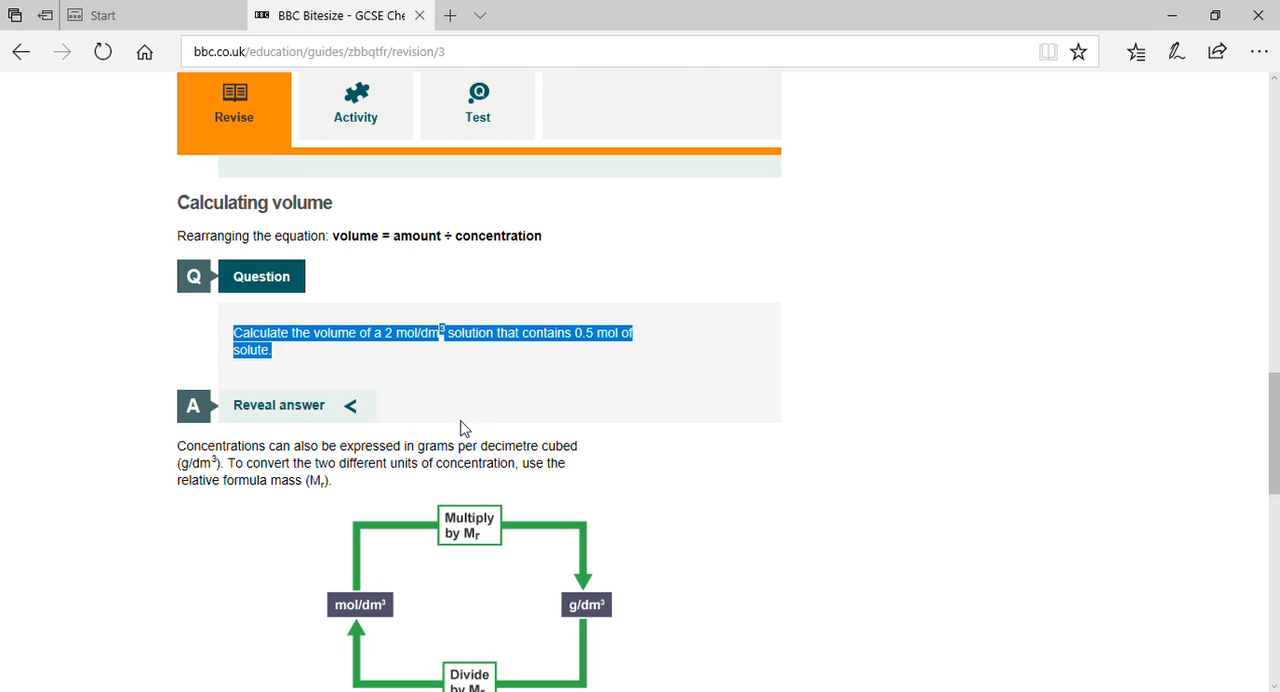 Start
BBC BBC Bitesize - GCSE Che
bbc.co.uk/education/guides/zbbqtfr/revision/3
Revise
Activity
Q
Test
Calculating volume
Rearranging the equation: volume = amount ÷ concentration
Q Question
Calculate the volume of a 2 mol/dm³ solution that contains 0.5 mol of
solute.
A Reveal answer
Concentrations can also be expressed in grams per decimetre cubed
(g/dm³). To convert the two different units of concentration, use the
relative formula mass (Mᵣ).
Multiply
by Mᵣ
mol/dm³ g/dm³
Divide
by Mᵣ